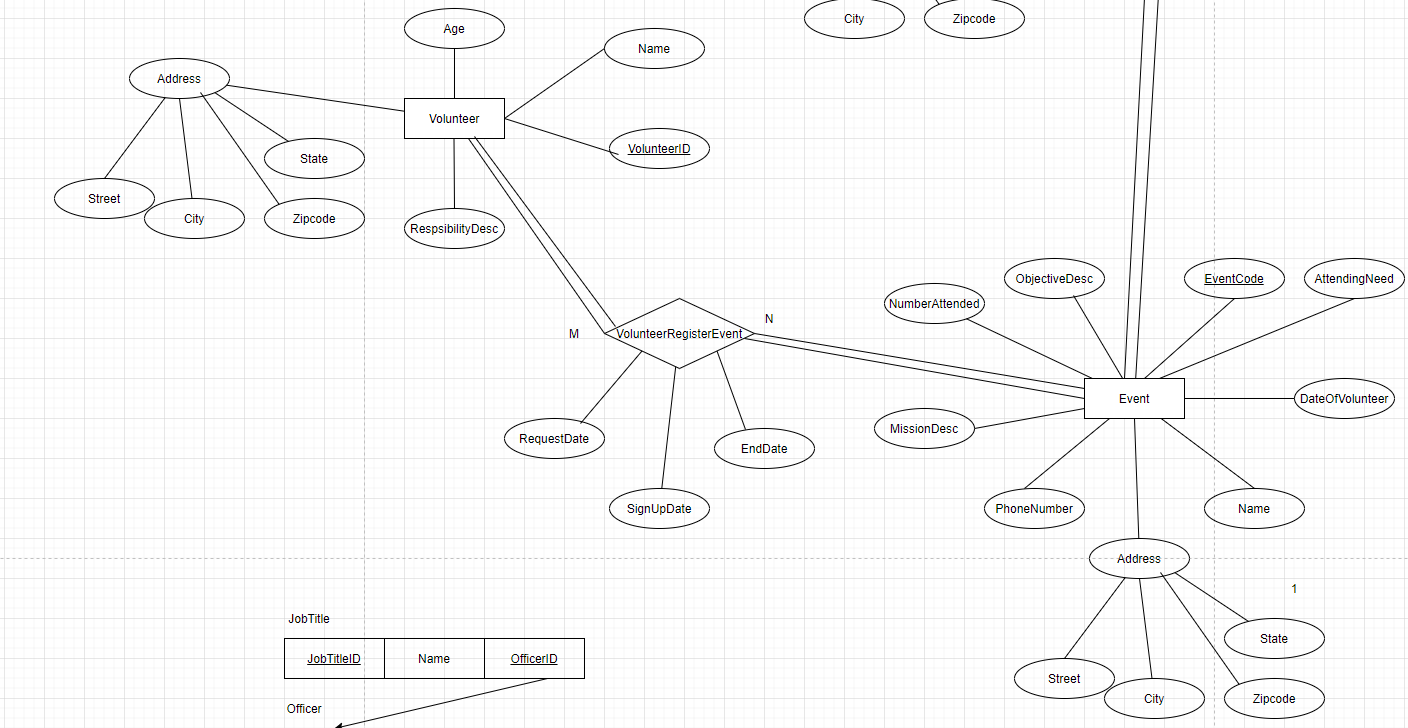 City
Zipcode
Age
Name
Address
Volunteer
State
VolunteerID
Street
City
Zipcode
RespsibilityDesc
ObjectiveDesc
EventCode
AttendingNeed
NumberAttended
M
VolunteerRegisterEvent
N
Event
DateOfVolunteer
MissionDesc
RequestDate
EndDate
SignUpDate
PhoneNumber
Name
Address
1
State
Street
City
Zipcode
JobTitle
JobTitleID
Name
OfficerID
Officer